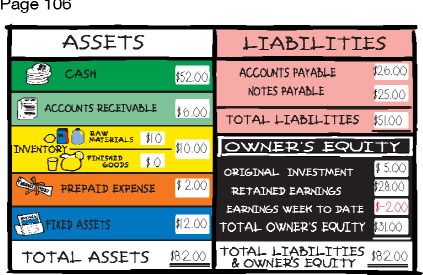 Page 106
ASSETS
CASH $52.00
ACCOUNTS RECEIVABLE $6.00
INVENTORY $10.00
RAW MATERIALS $10
FINISHED GOODS $0
PREPAID EXPENSE $2.00
FIXED ASSETS $12.00
TOTAL ASSETS $82.00
LIABILITIES
ACCOUNTS PAYABLE $26.00
NOTES PAYABLE $25.00
TOTAL LIABILITIES $51.00
OWNER'S EQUITY
ORIGINAL INVESTMENT $5.00
RETAINED EARNINGS $28.00
EARNINGS WEEK TO DATE $-2.00
TOTAL OWNER'S EQUITY $31.00
TOTAL LIABILITIES
& OWNER'S EQUITY $82.00